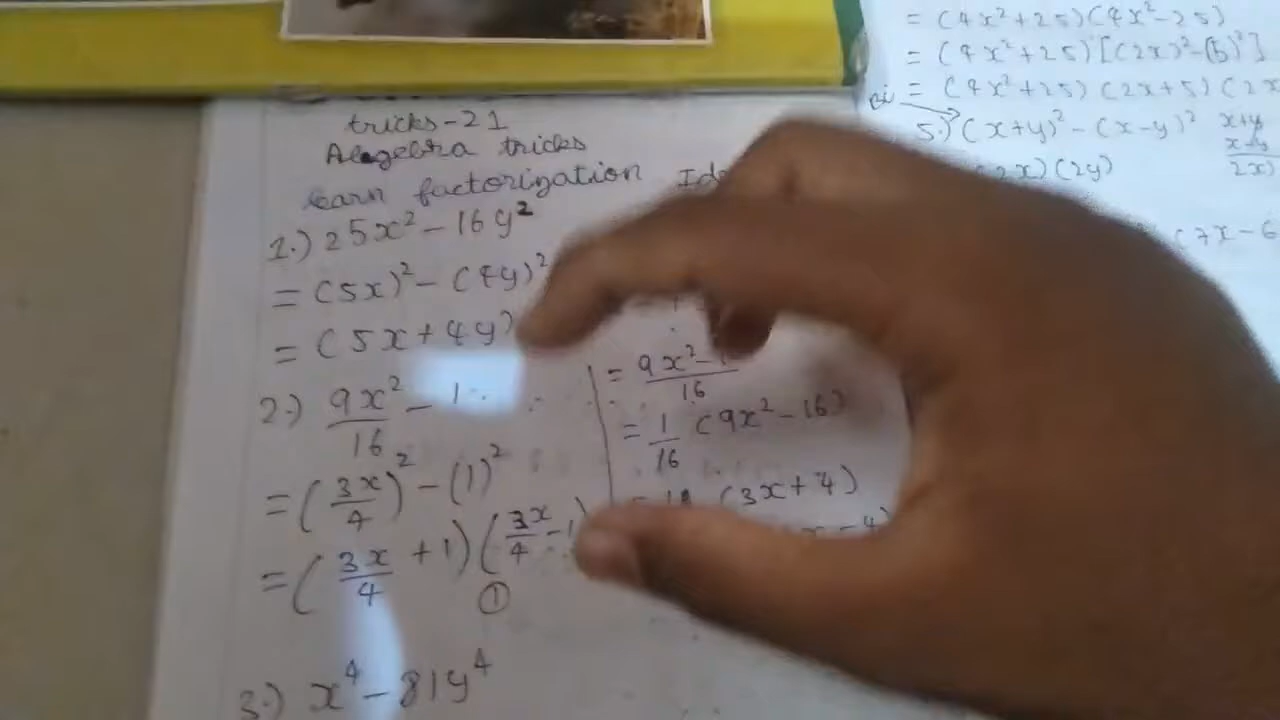 tricks-21
Algebra tricks
learn factorization
1.) 25x² - 16y²
= (5x)² - (4y)²
= (5x + 4y)
2.) 9x²/16 - 1
= (3x/4)² - (1)²
= (3x/4 + 1)(3x/4 - 1)
①
3.) x⁴ - 81y⁴
= 9x² -
16
= 1/16 (9x² - 16)
(3x + 4)
x - 4)
= (4x² + 25)(4x² - 25)
= (4x² + 25)[(2x)² - (5)²]
= (4x² + 25)(2x + 5)(2x
5.) (x+y)² - (x-y)²
x+y
2x)
(2x)(2y)
(7x - 6